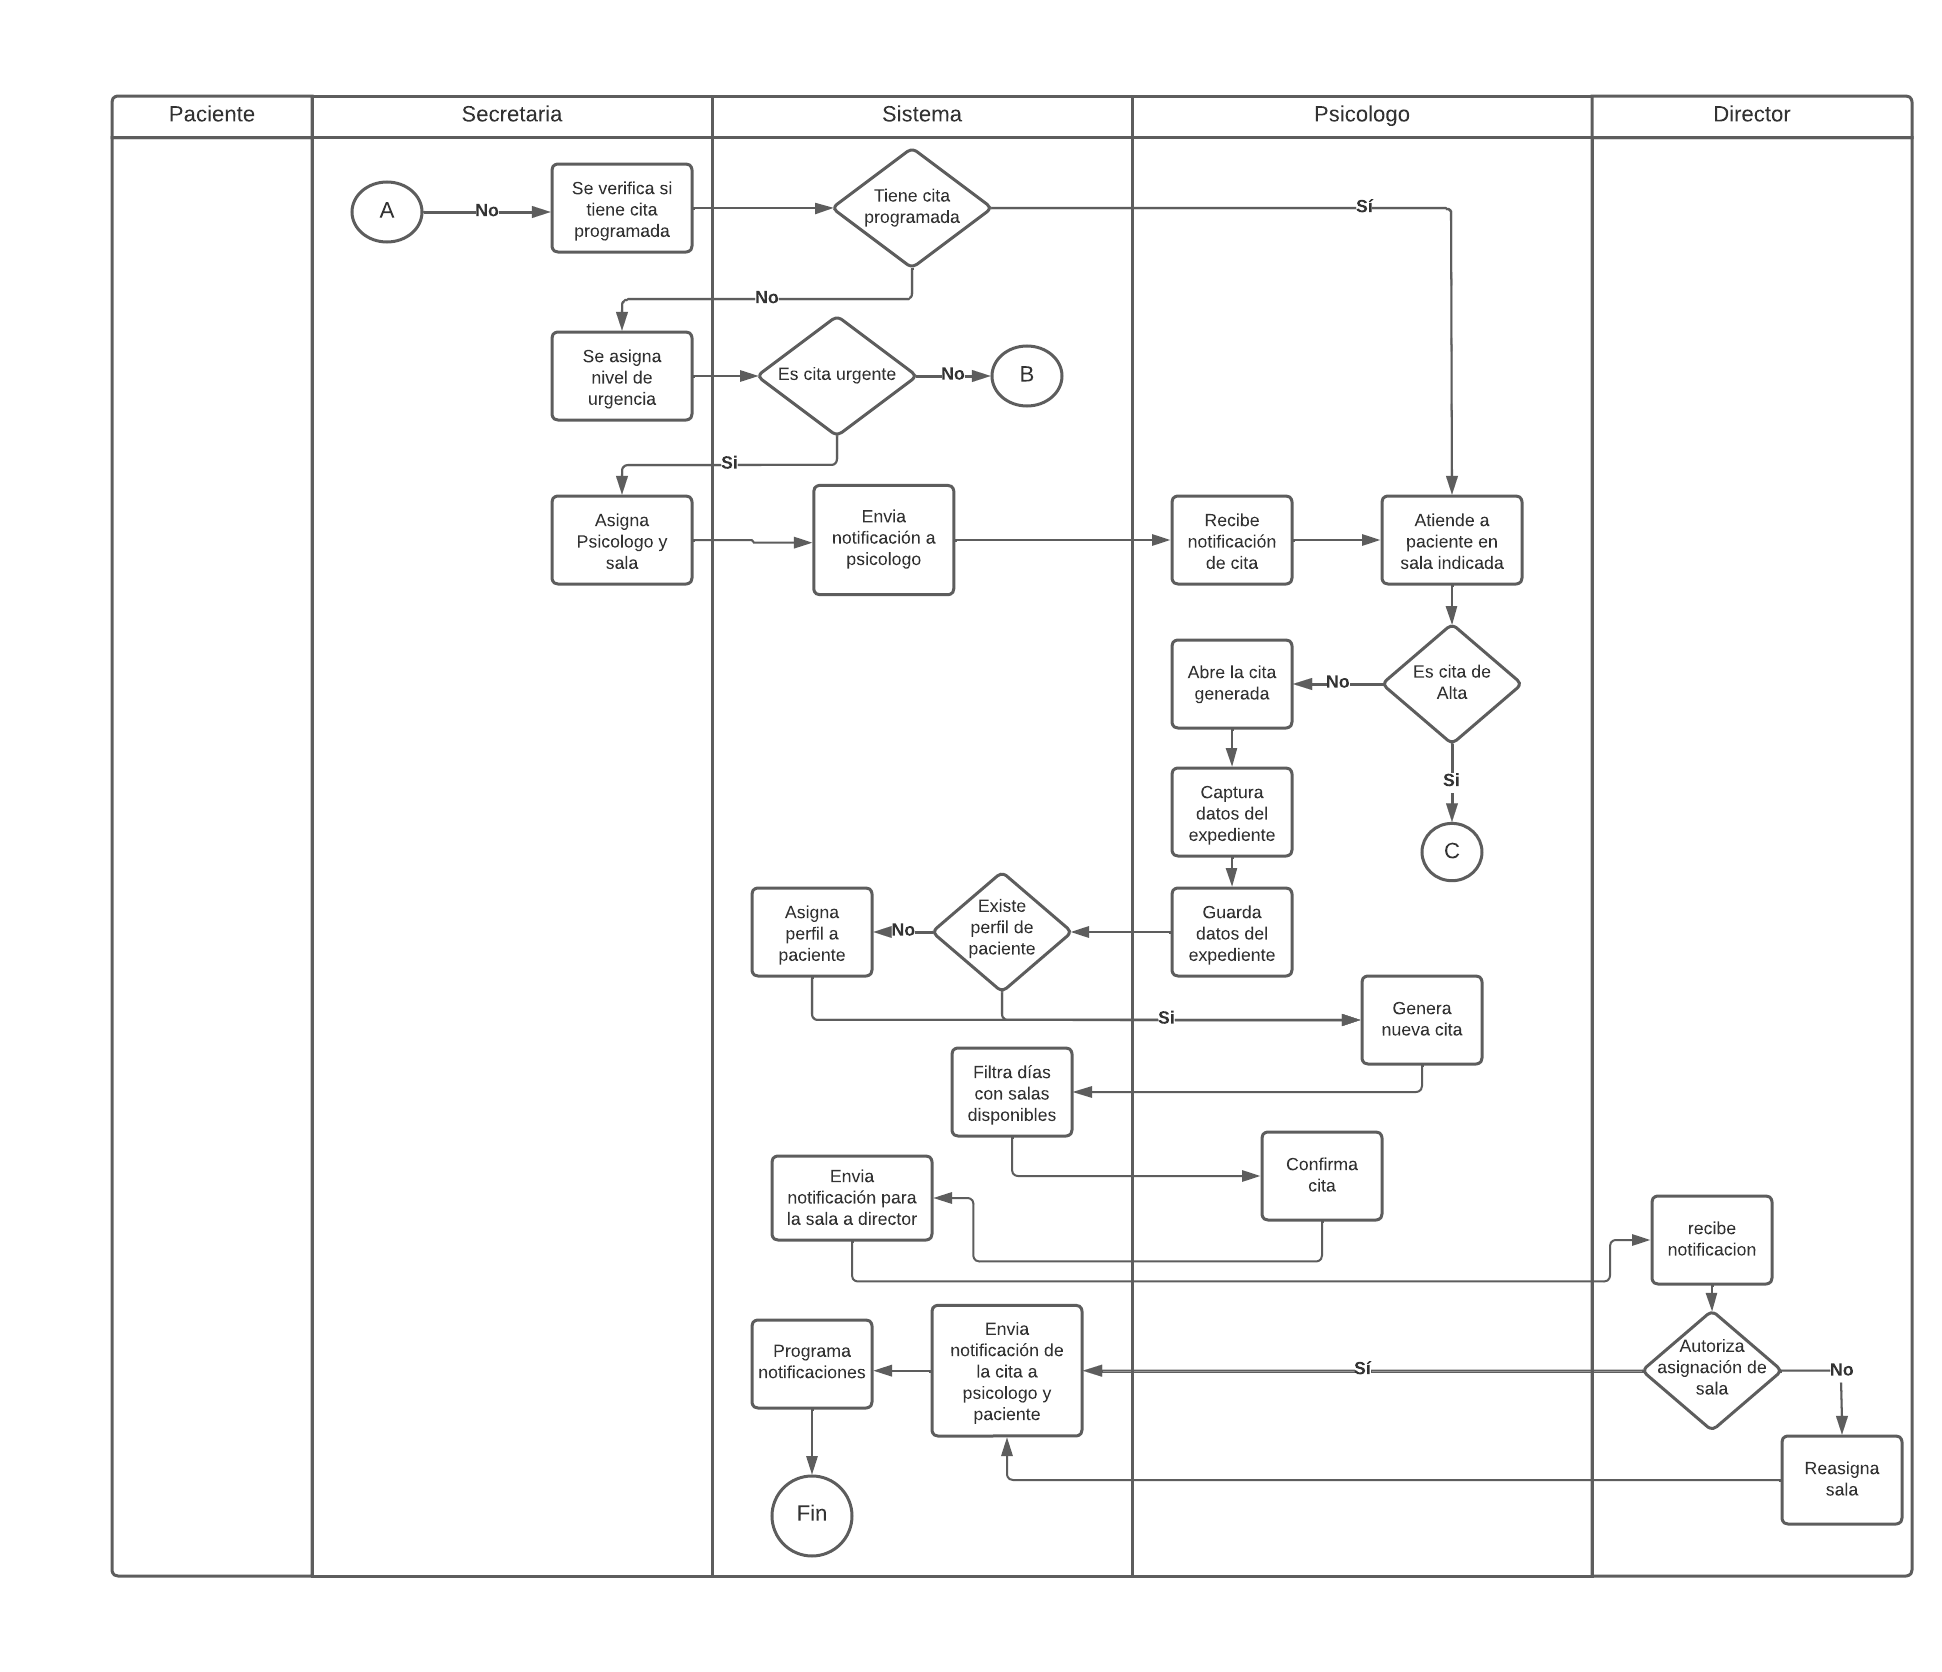 Paciente
Secretaria
Sistema
Psicologo
Director
A
No
Se verifica si
tiene cita
programada
Tiene cita
programada
Sí
No
Se asigna
nivel de
urgencia
Es cita urgente
No
B
Si
Asigna
Psicologo y
sala
Envia
notificación a
psicologo
Recibe
notificación
de cita
Atiende a
paciente en
sala indicada
Es cita de
Alta
No
Abre la cita
generada
Si
C
Captura
datos del
expediente
Guarda
datos del
expediente
Existe
perfil de
paciente
No
Asigna
perfil a
paciente
Si
Genera
nueva cita
Filtra días
con salas
disponibles
Confirma
cita
Envia
notificación para
la sala a director
recibe
notificacion
Autoriza
asignación de
sala
Sí
No
Envia
notificación de
la cita a
psicologo y
paciente
Programa
notificaciones
Reasigna
sala
Fin